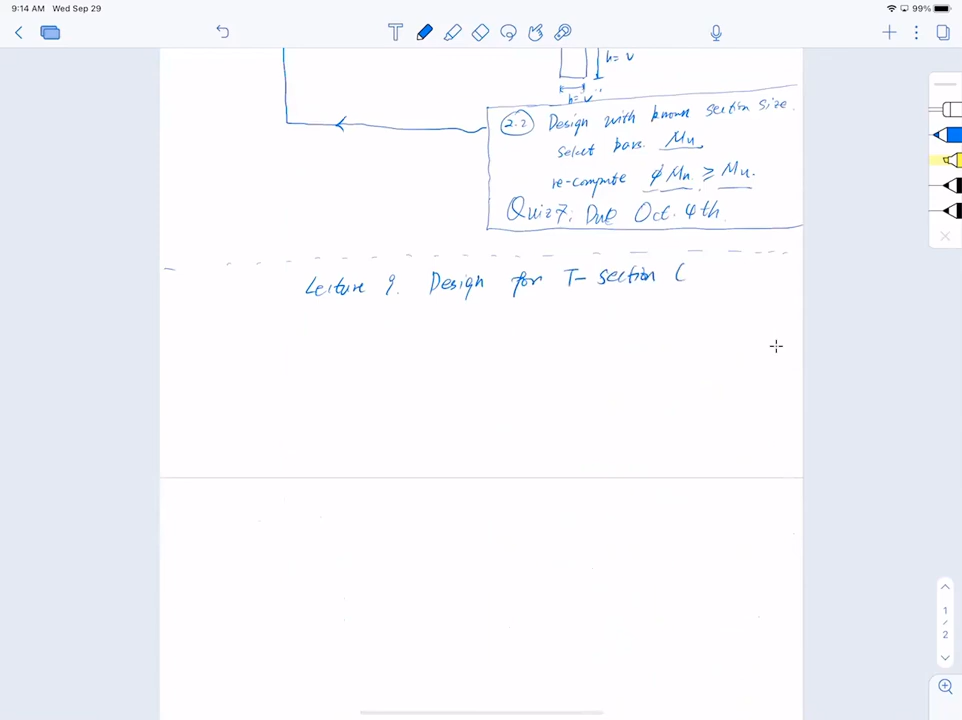 9:14 AM Wed Sep 29
99%
T
h = √
b = √
2.2 Design with known section size.
select bars. Mu
re-compute ϕMn ≥ Mu.
Quiz 7: Due Oct. 4th
Lecture 9. Design for T- section (
1
/
2